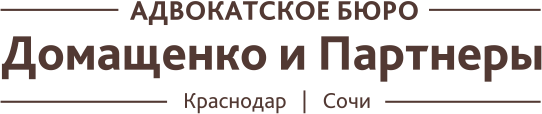 АДВОКАТСКОЕ БЮРО
Домащенко и Партнеры
Краснодар | Сочи